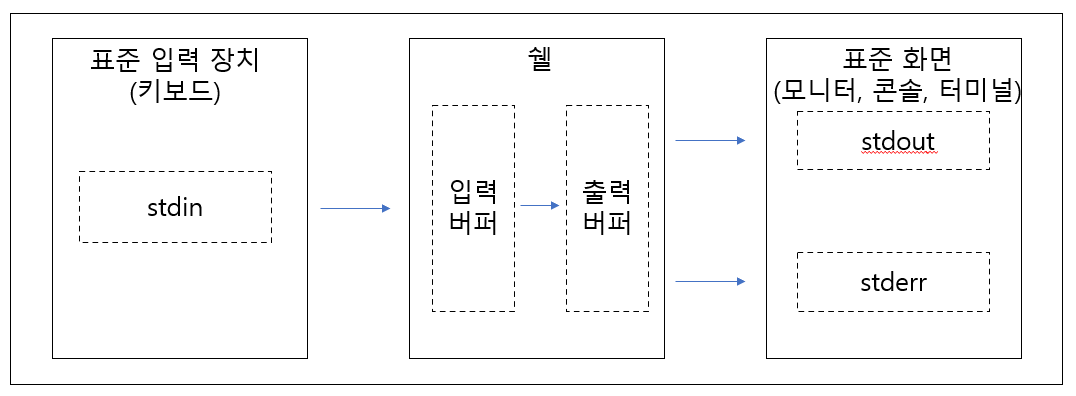 표준 입력 장치
(키보드)
stdin
쉘
입력
버퍼
출력
버퍼
표준 화면
(모니터, 콘솔, 터미널)
stdout
stderr